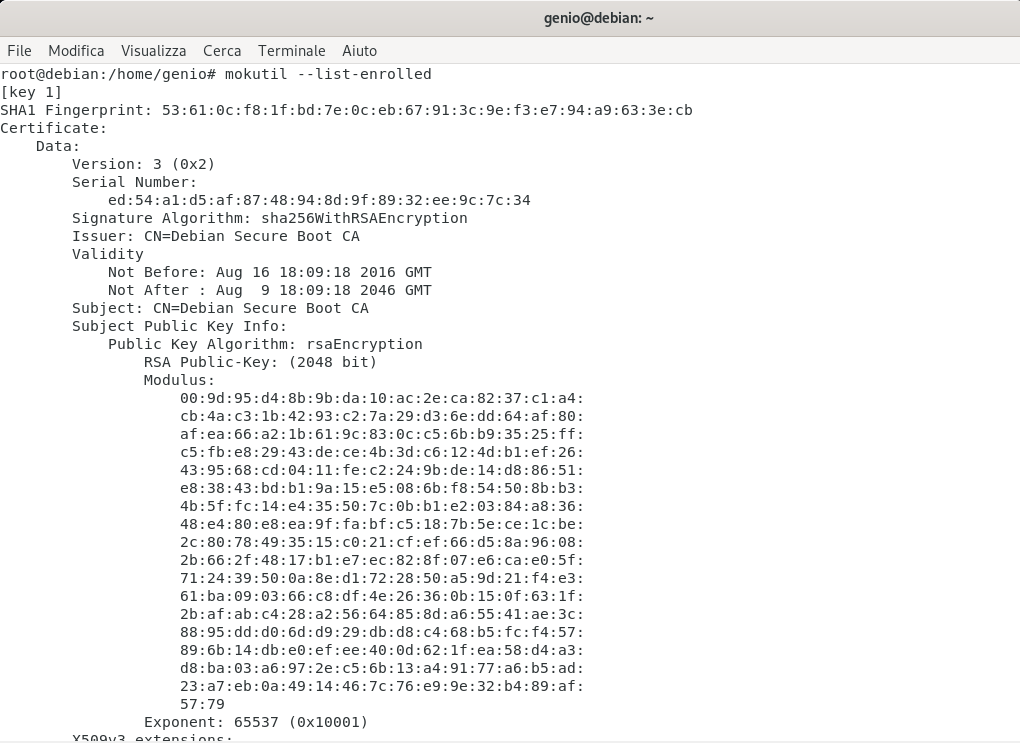 genio@debian: ~
File Modifica Visualizza Cerca Terminale Aiuto
root@debian:/home/genio# mokutil --list-enrolled
[key 1]
SHA1 Fingerprint: 53:61:0c:f8:1f:bd:7e:0c:eb:67:91:3c:9e:f3:e7:94:a9:63:3e:cb
Certificate:
Data:
Version: 3 (0x2)
Serial Number:
ed:54:a1:d5:af:87:48:94:8d:9f:89:32:ee:9c:7c:34
Signature Algorithm: sha256WithRSAEncryption
Issuer: CN=Debian Secure Boot CA
Validity
Not Before: Aug 16 18:09:18 2016 GMT
Not After : Aug  9 18:09:18 2046 GMT
Subject: CN=Debian Secure Boot CA
Subject Public Key Info:
Public Key Algorithm: rsaEncryption
RSA Public-Key: (2048 bit)
Modulus:
00:9d:95:d4:8b:9b:da:10:ac:2e:ca:82:37:c1:a4:
cb:4a:c3:1b:42:93:c2:7a:29:d3:6e:dd:64:af:80:
af:ea:66:a2:1b:61:9c:83:0c:c5:6b:b9:35:25:ff:
c5:fb:e8:29:43:de:ce:4b:3d:c6:12:4d:b1:ef:26:
43:95:68:cd:04:11:fe:c2:24:9b:de:14:d8:86:51:
e8:38:43:bd:b1:9a:15:e5:08:6b:f8:54:50:8b:b3:
4b:5f:fc:14:e4:35:50:7c:0b:b1:e2:03:84:a8:36:
48:e4:80:e8:ea:9f:fa:bf:c5:18:7b:5e:ce:1c:be:
2c:80:78:49:35:15:c0:21:cf:ef:66:d5:8a:96:08:
2b:66:2f:48:17:b1:e7:ec:82:8f:07:e6:ca:e0:5f:
71:24:39:50:0a:8e:d1:72:28:50:a5:9d:21:f4:e3:
61:ba:09:03:66:c8:df:4e:26:36:0b:15:0f:63:1f:
2b:af:ab:c4:28:a2:56:64:85:8d:a6:55:41:ae:3c:
88:95:dd:d0:6d:d9:29:db:d8:c4:68:b5:fc:f4:57:
89:6b:14:db:e0:ef:ee:40:0d:62:1f:ea:58:d4:a3:
d8:ba:03:a6:97:2e:c5:6b:13:a4:91:77:a6:b5:ad:
23:a7:eb:0a:49:14:46:7c:76:e9:9e:32:b4:89:af:
57:79
Exponent: 65537 (0x10001)
X509v3 extensions: